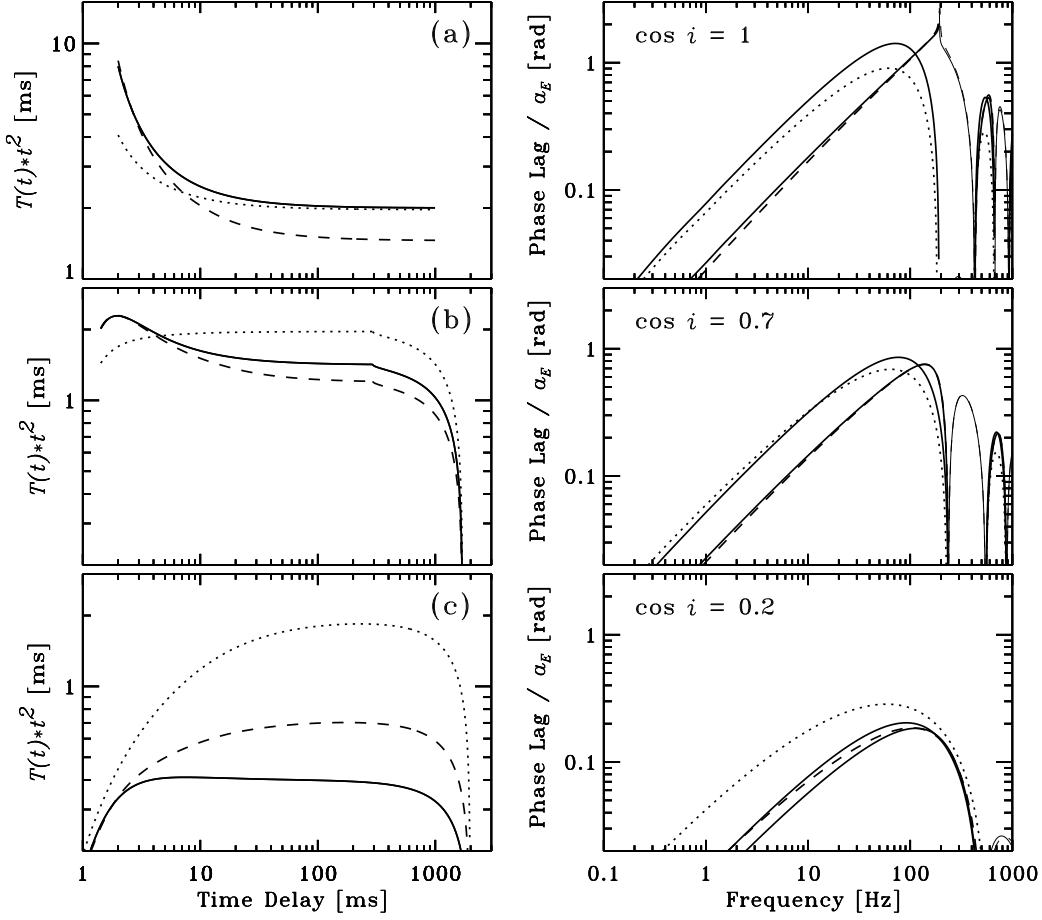 (a)
10
1
T(t)*t² [ms]
cos i = 1
1
0.1
Phase Lag / a_E [rad]
(b)
1
T(t)*t² [ms]
cos i = 0.7
1
0.1
Phase Lag / a_E [rad]
(c)
1
T(t)*t² [ms]
cos i = 0.2
1
0.1
Phase Lag / a_E [rad]
1 10 100 1000
Time Delay [ms]
0.1 1 10 100 1000
Frequency [Hz]